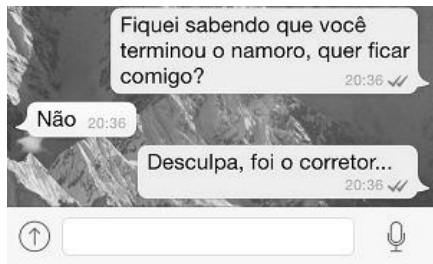 Fiquei sabendo que você
terminou o namoro, quer ficar
comigo?
20:36
Não 20:36
Desculpa, foi o corretor...
20:36